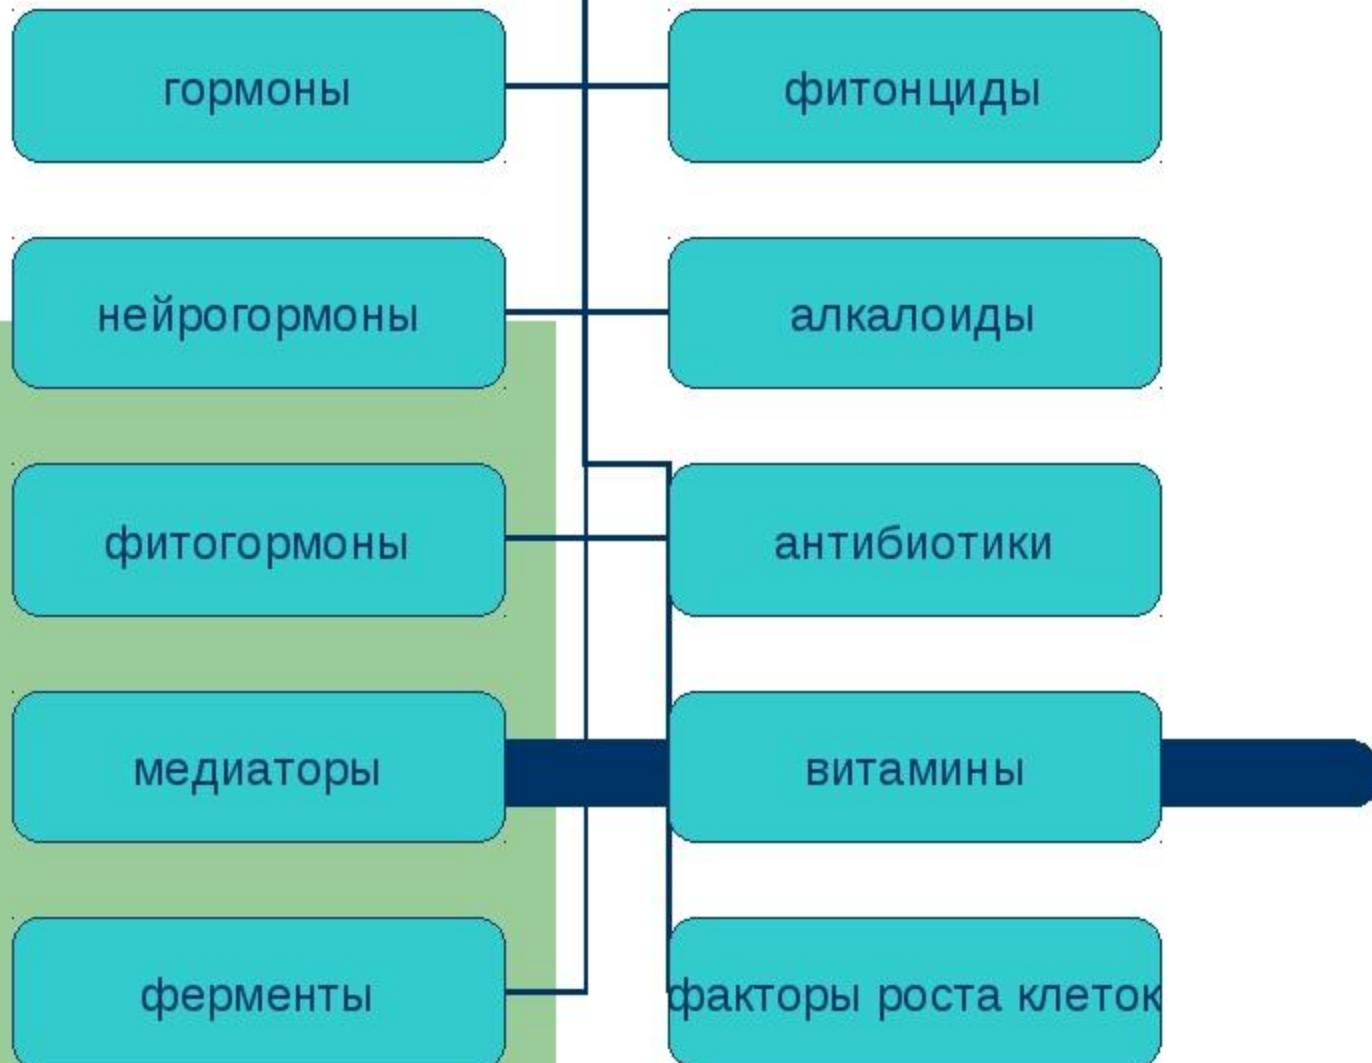 гормоны
фитонциды
нейрогормоны
алкалоиды
фитогормоны
антибиотики
медиаторы
витамины
ферменты
факторы роста клеток